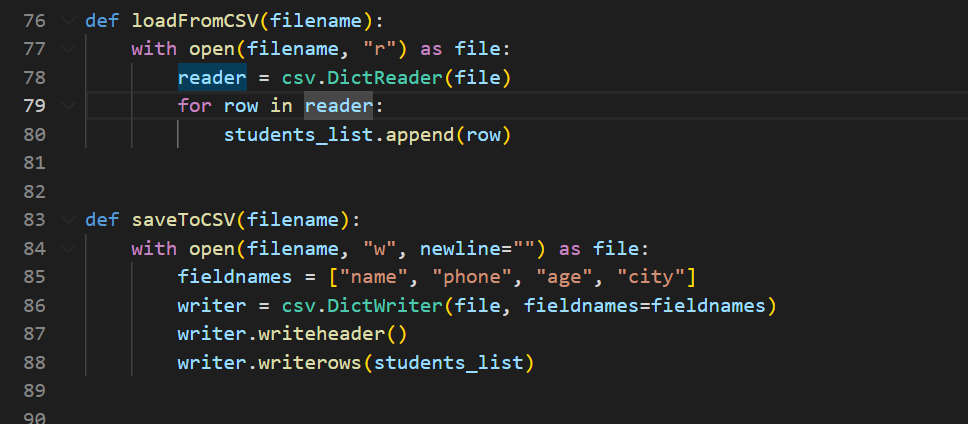 76 def loadFromCSV(filename):
77     with open(filename, "r") as file:
78         reader = csv.DictReader(file)
79         for row in reader:
80             students_list.append(row)
81
82
83 def saveToCSV(filename):
84     with open(filename, "w", newline="") as file:
85         fieldnames = ["name", "phone", "age", "city"]
86         writer = csv.DictWriter(file, fieldnames=fieldnames)
87         writer.writeheader()
88         writer.writerows(students_list)
89
90